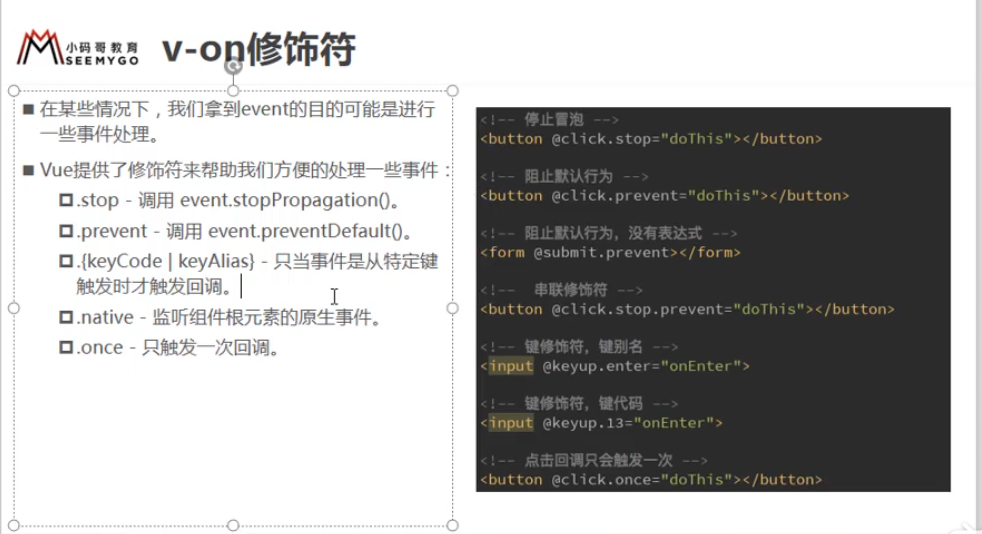 小码哥教育
SEEMYGO
v-on修饰符
■ 在某些情况下，我们拿到event的目的可能是进行
一些事件处理。
■ Vue提供了修饰符来帮助我们方便的处理一些事件：
.stop - 调用 event.stopPropagation()。
.prevent - 调用 event.preventDefault()。
.{keyCode | keyAlias} - 只当事件是从特定键
触发时才触发回调。
.native - 监听组件根元素的原生事件。
.once - 只触发一次回调。
<!-- 停止冒泡 -->
<button @click.stop="doThis"></button>
<!-- 阻止默认行为 -->
<button @click.prevent="doThis"></button>
<!-- 阻止默认行为，没有表达式 -->
<form @submit.prevent></form>
<!-- 串联修饰符 -->
<button @click.stop.prevent="doThis"></button>
<!-- 键修饰符，键别名 -->
<input @keyup.enter="onEnter">
<!-- 键修饰符，键代码 -->
<input @keyup.13="onEnter">
<!-- 点击回调只会触发一次 -->
<button @click.once="doThis"></button>